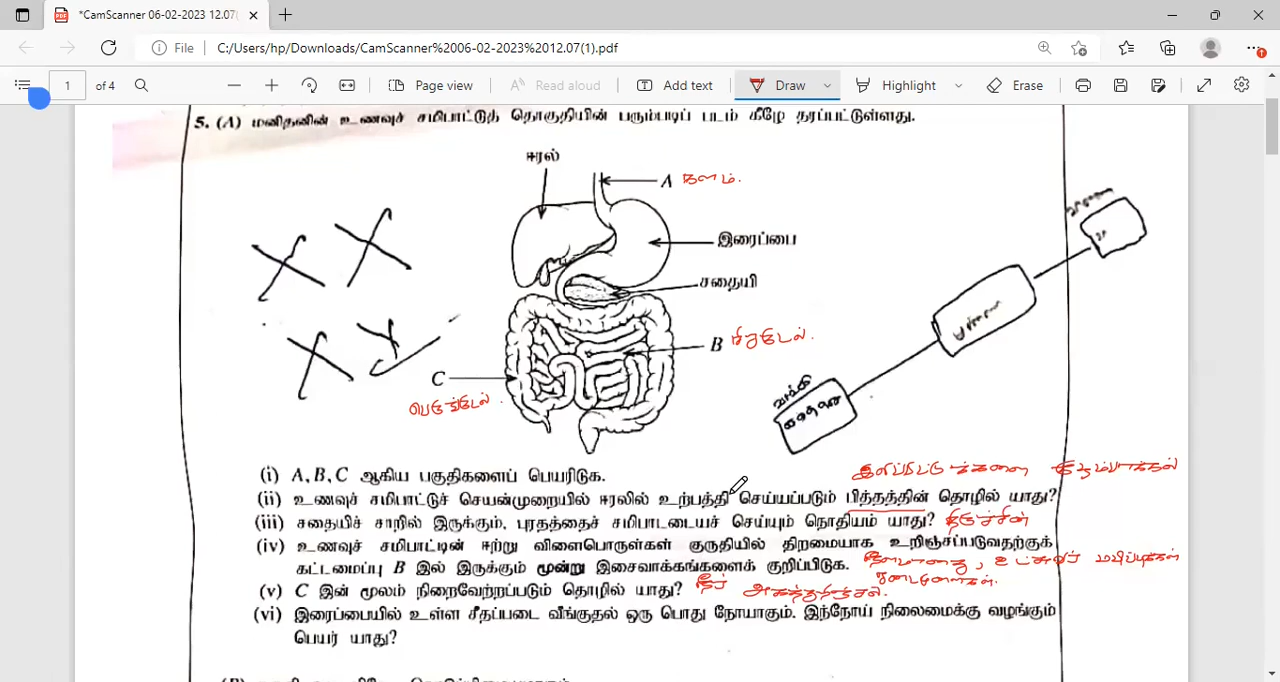 *CamScanner 06-02-2023 12.07(
File
C:/Users/hp/Downloads/CamScanner%2006-02-2023%2012.07(1).pdf
1 of 4
Page view
Read aloud
Add text
Draw
Highlight
Erase
5. (A) மனிதனின் உணவுச் சமிபாட்டுத் தொகுதியின் பரும்படிப் படம் கீழே தரப்பட்டுள்ளது.
ஈரல்
A களம்.
இரைப்பை
சதையி
B சிறுகுடல்.
C
பெருங்குடல்
(i) A, B, C ஆகிய பகுதிகளைப் பெயரிடுக.
(ii) உணவுச் சமிபாட்டுச் செயன்முறையில் ஈரலில் உற்பத்தி செய்யப்படும் பித்தத்தின் தொழில் யாது?
(iii) சதையிச் சாறில் இருக்கும், புரதத்தைச் சமிபாடடையச் செய்யும் நொதியம் யாது?
(iv) உணவுச் சமிபாட்டின் ஈற்று விளைபொருள்கள் குருதியில் திறமையாக உறிஞ்சப்படுவதற்குக்
கட்டமைப்பு B இல் இருக்கும் மூன்று இசைவாக்கங்களைக் குறிப்பிடுக.
(v) C இன் மூலம் நிறைவேற்றப்படும் தொழில் யாது? நீர் அகத்துறிஞ்சல்.
(vi) இரைப்பையில் உள்ள சீதப்படை வீங்குதல் ஒரு பொது நோயாகும். இந்நோய் நிலைமைக்கு வழங்கும்
பெயர் யாது?